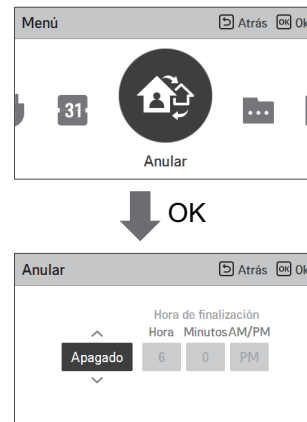 Menú Atrás OK Ok
31
Anular
OK
Anular Atrás OK Ok
Hora de finalización
Hora Minutos AM/PM
Apagado 6 0 PM